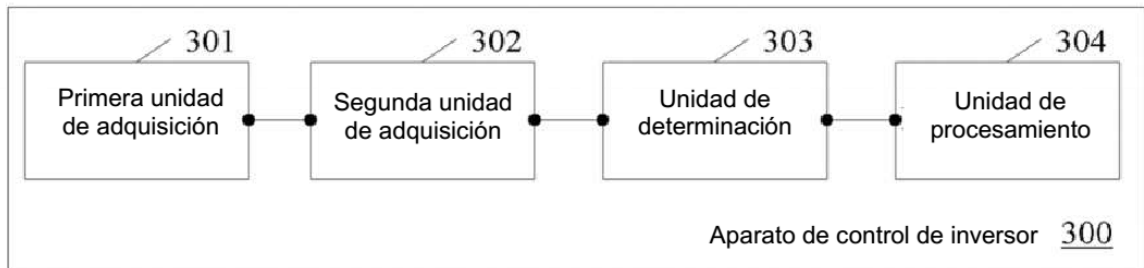 301
302
303
304
Primera unidad
de adquisición
Segunda unidad
de adquisición
Unidad de
determinación
Unidad de
procesamiento
Aparato de control de inversor 300